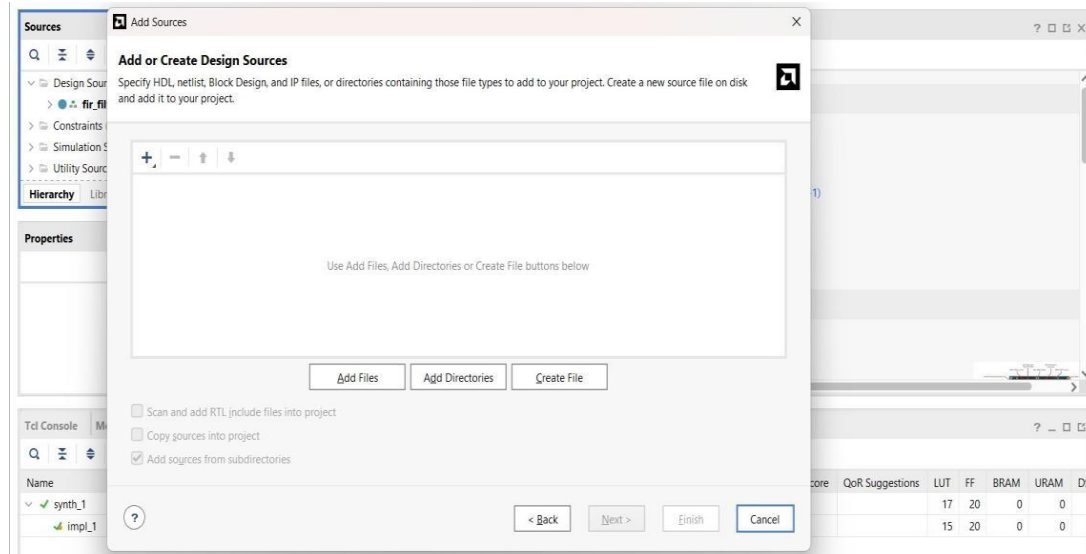 Sources
Add Sources
Add or Create Design Sources
Specify HDL, netlist, Block Design, and IP files, or directories containing those file types to add to your project. Create a new source file on disk
and add it to your project.
Design Sour
fir_fil
Constraints
Simulation S
Utility Sourc
Hierarchy Libr
-1)
Properties
Use Add Files, Add Directories or Create File buttons below
Add Files Add Directories Create File
Scan and add RTL include files into project
Copy sources into project
Add sources from subdirectories
Tcl Console
Name
core QoR Suggestions LUT FF BRAM URAM
synth_1 17 20 0 0
impl_1 15 20 0 0
? < Back Next > Finish Cancel